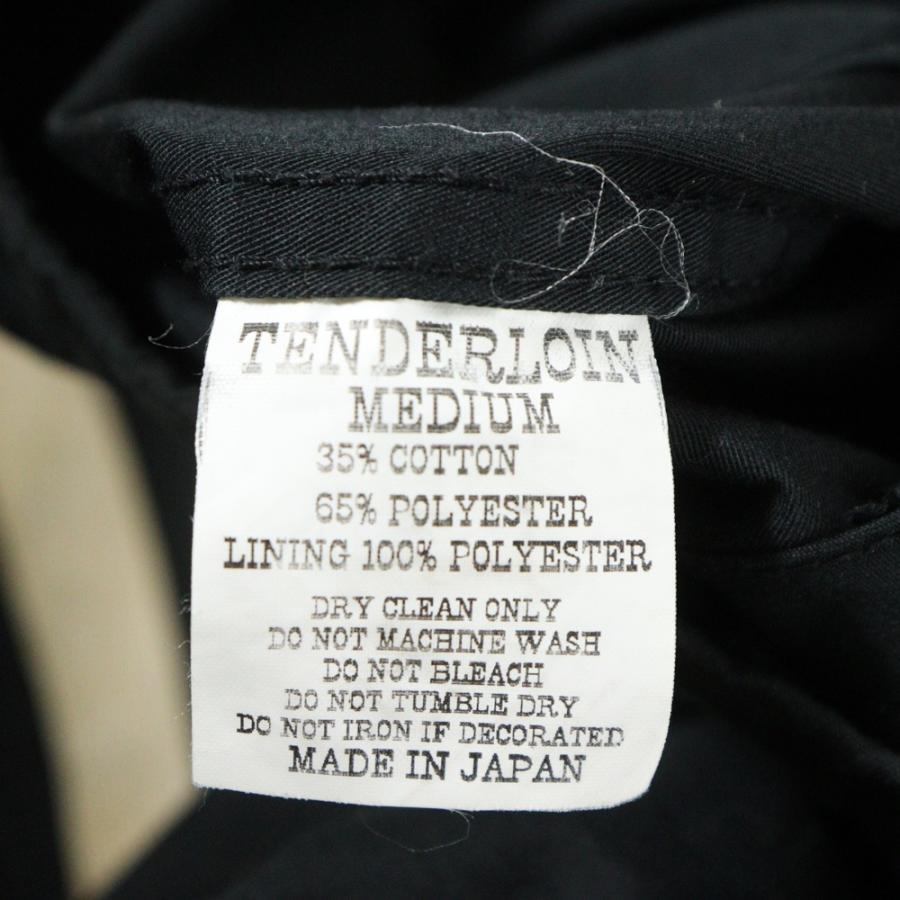 TENDERLOIN
MEDIUM
35% COTTON
65% POLYESTER
LINING 100% POLYESTER
DRY CLEAN ONLY
DO NOT MACHINE WASH
DO NOT BLEACH
DO NOT TUMBLE DRY
DO NOT IRON IF DECORATED
MADE IN JAPAN